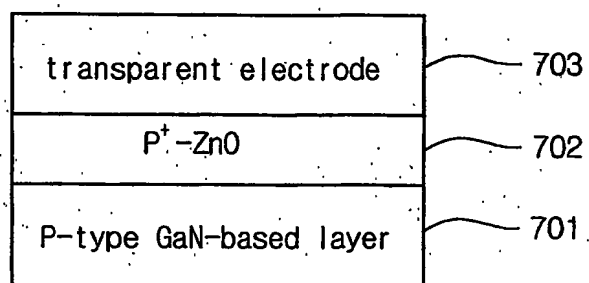 transparent electrode 703
P⁺-ZnO 702
P-type GaN-based layer 701